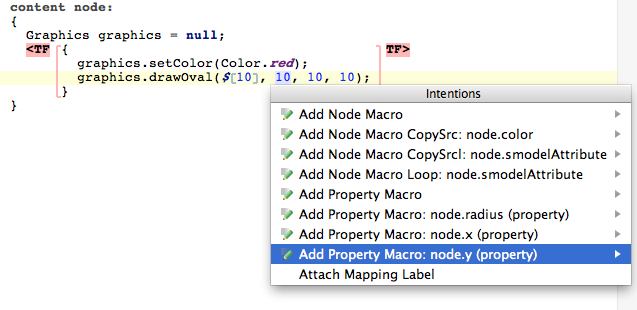 content node:
{
Graphics graphics = null;
<TF { TF>
graphics.setColor(Color.red);
graphics.drawOval($[10], 10, 10, 10);
}
}
Intentions
Add Node Macro
Add Node Macro CopySrc: node.color
Add Node Macro CopySrcl: node.smodelAttribute
Add Node Macro Loop: node.smodelAttribute
Add Property Macro
Add Property Macro: node.radius (property)
Add Property Macro: node.x (property)
Add Property Macro: node.y (property)
Attach Mapping Label